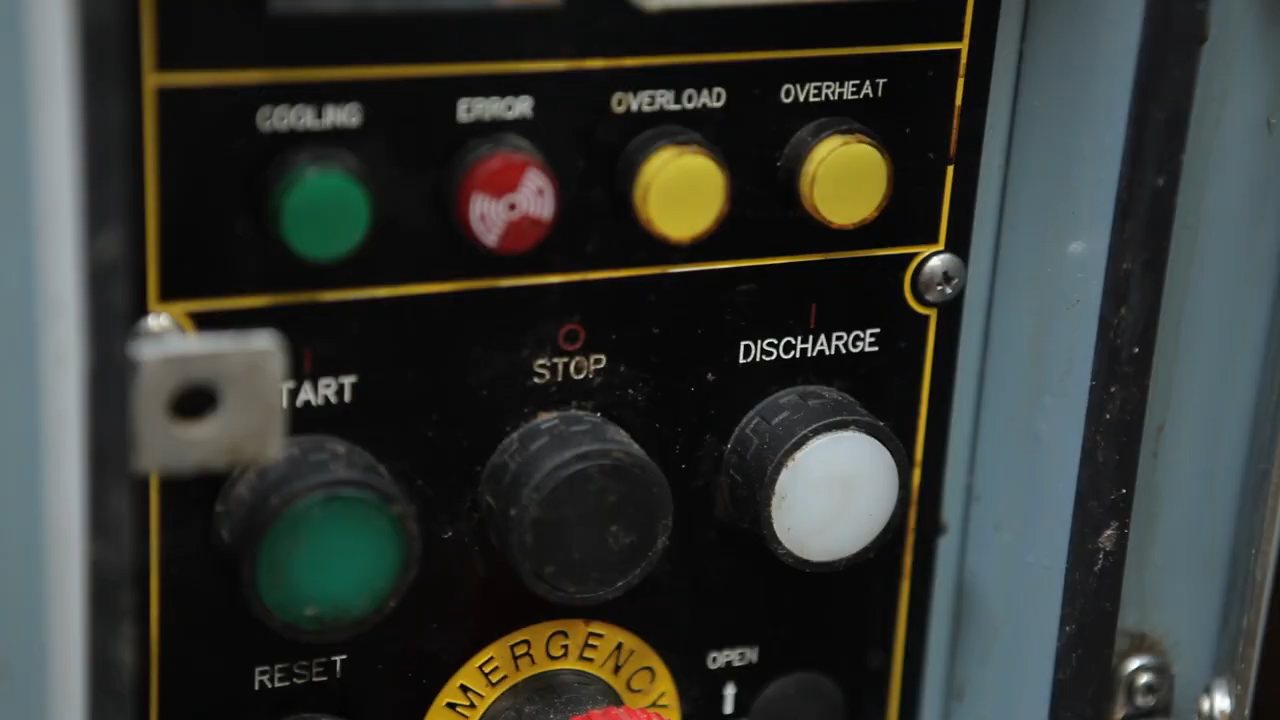 COOLING ERROR OVERLOAD OVERHEAT
TART STOP DISCHARGE
RESET MERGENCY OPEN